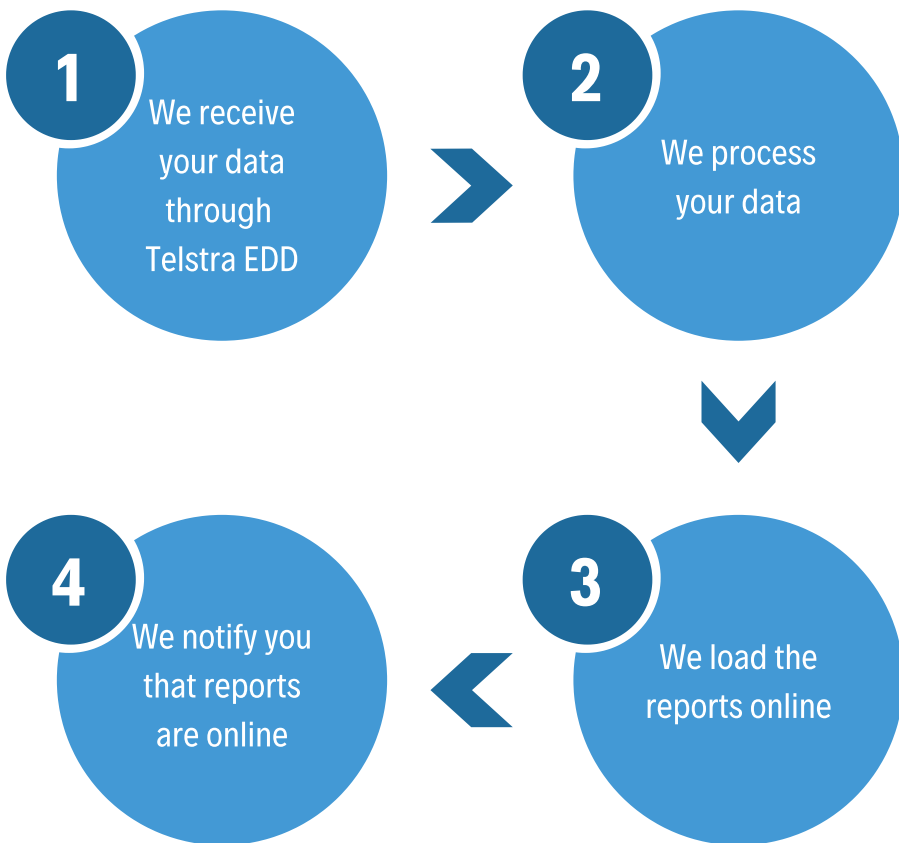 1
We receive
your data
through
Telstra EDD
2
We process
your data
3
We load the
reports online
4
We notify you
that reports
are online